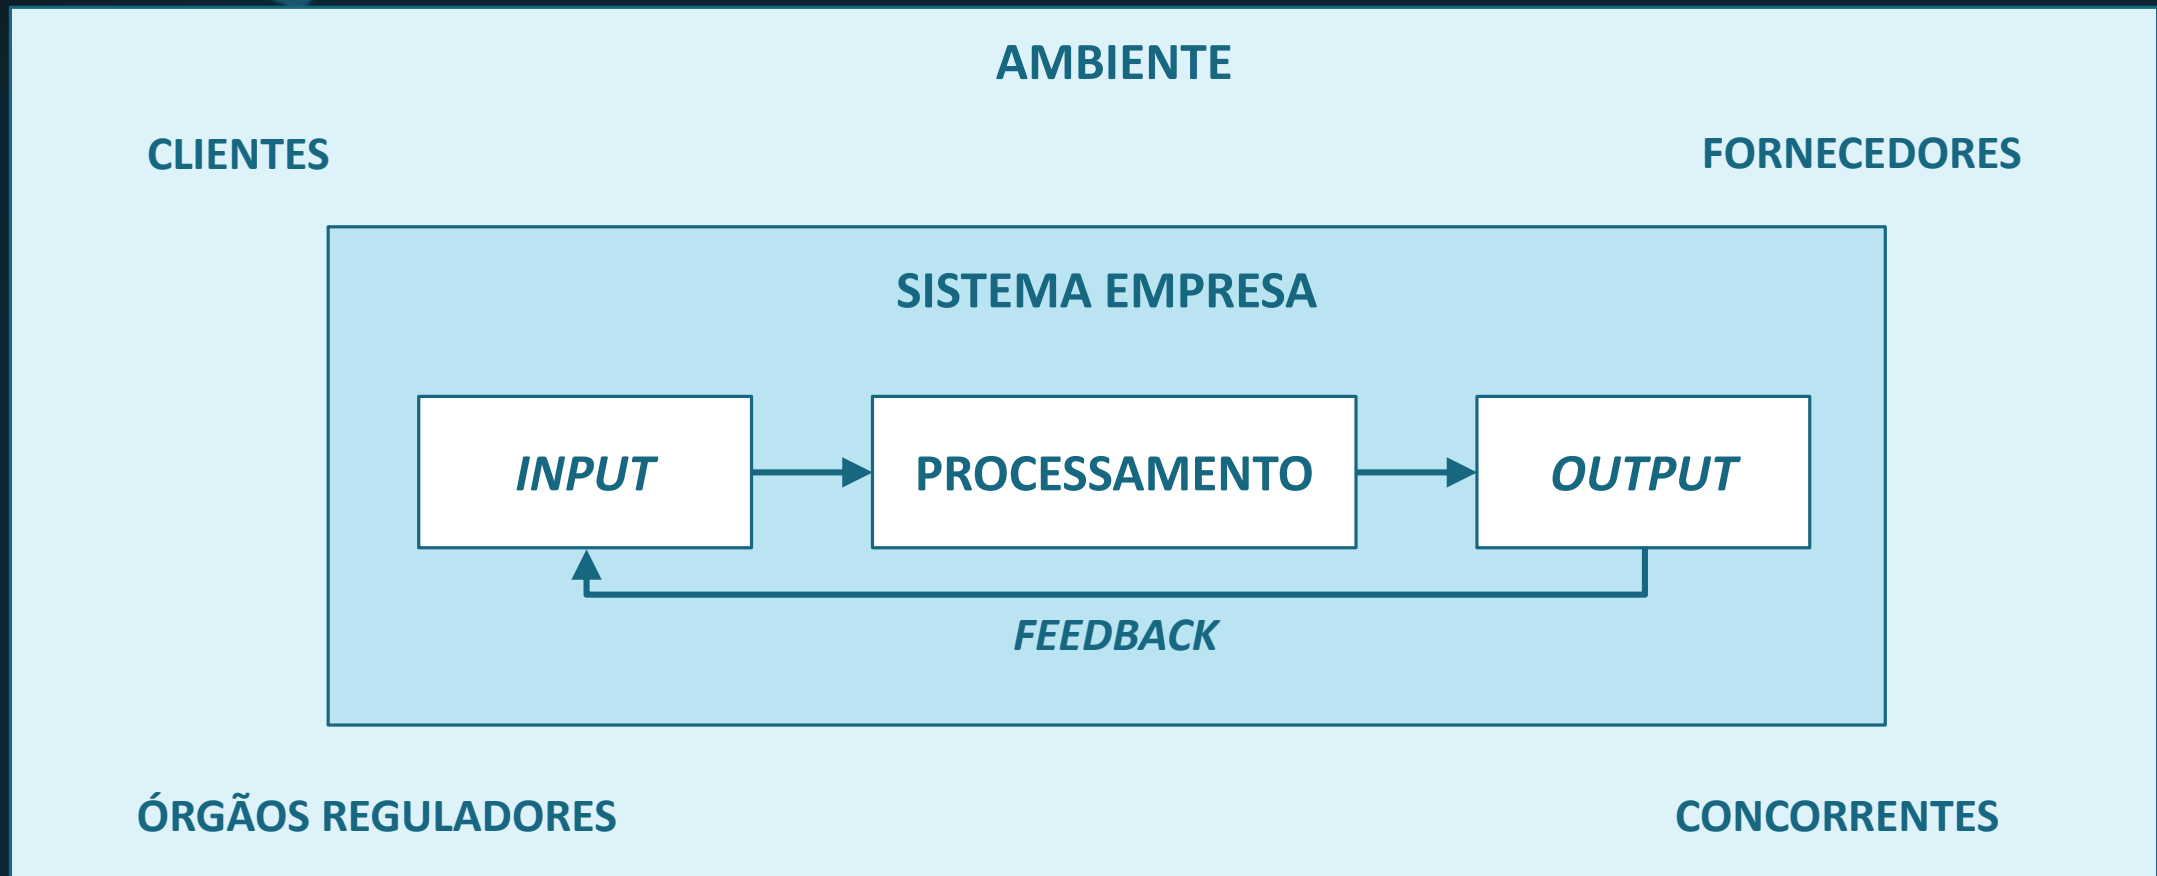 AMBIENTE
CLIENTES
FORNECEDORES
SISTEMA EMPRESA
INPUT
PROCESSAMENTO
OUTPUT
FEEDBACK
ÓRGÃOS REGULADORES
CONCORRENTES